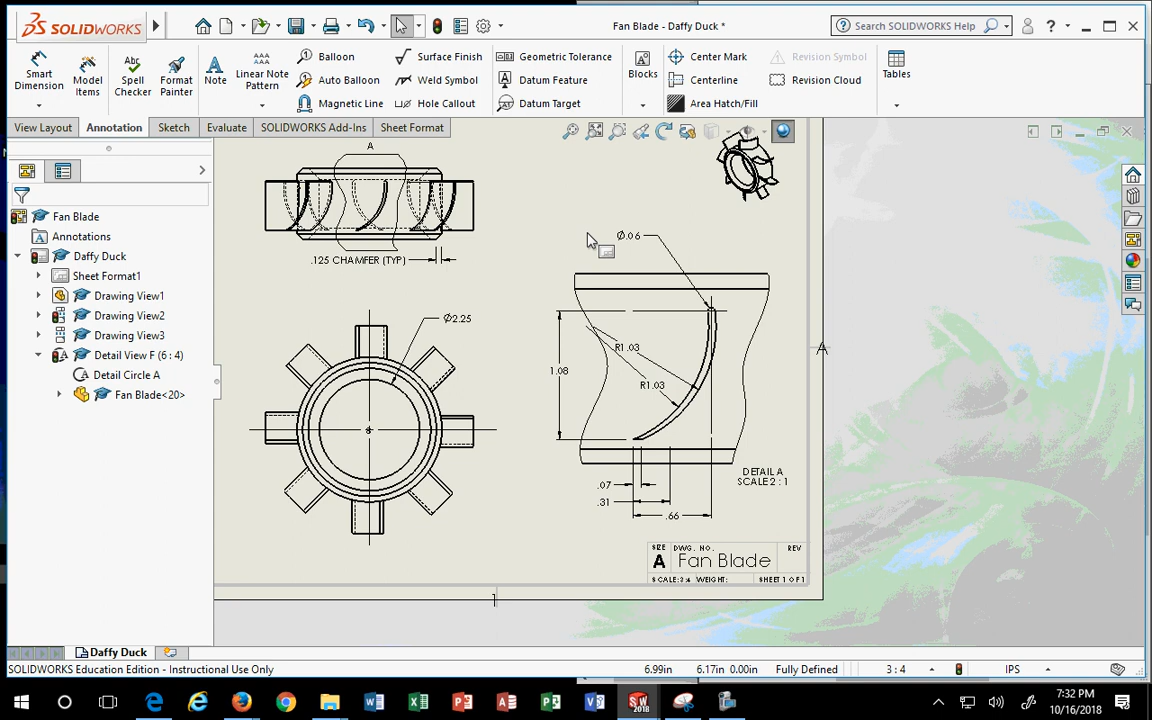 SOLIDWORKS
Fan Blade - Daffy Duck *
Search SOLIDWORKS Help
Smart Dimension
Model Items
Abc
Spell Checker
Format Painter
A
Note
AAA
AAA
Linear Note Pattern
Balloon
Auto Balloon
Magnetic Line
Surface Finish
Weld Symbol
Hole Callout
Geometric Tolerance
Datum Feature
Datum Target
A
Blocks
Center Mark
Centerline
Area Hatch/Fill
Revision Symbol
Revision Cloud
Tables
View Layout
Annotation
Sketch
Evaluate
SOLIDWORKS Add-Ins
Sheet Format
Fan Blade
A
Annotations
Daffy Duck
Sheet Format1
Drawing View1
Drawing View2
Drawing View3
Detail View F (6 : 4)
Detail Circle A
Fan Blade<20>
A
.125 CHAMFER (TYP)
Ø2.25
Ø.06
R1.03
R1.03
1.08
.07
.31
.66
DETAIL A
SCALE 2 : 1
A
1
SIZE
DWG. NO.
REV
A
Fan Blade
SCALE:3:4
WEIGHT:
SHEET 1 OF 1
Daffy Duck
SOLIDWORKS Education Edition - Instructional Use Only
6.99in
6.17in
0.00in
Fully Defined
3 : 4
IPS
SW
2018
7:32 PM
10/16/2018